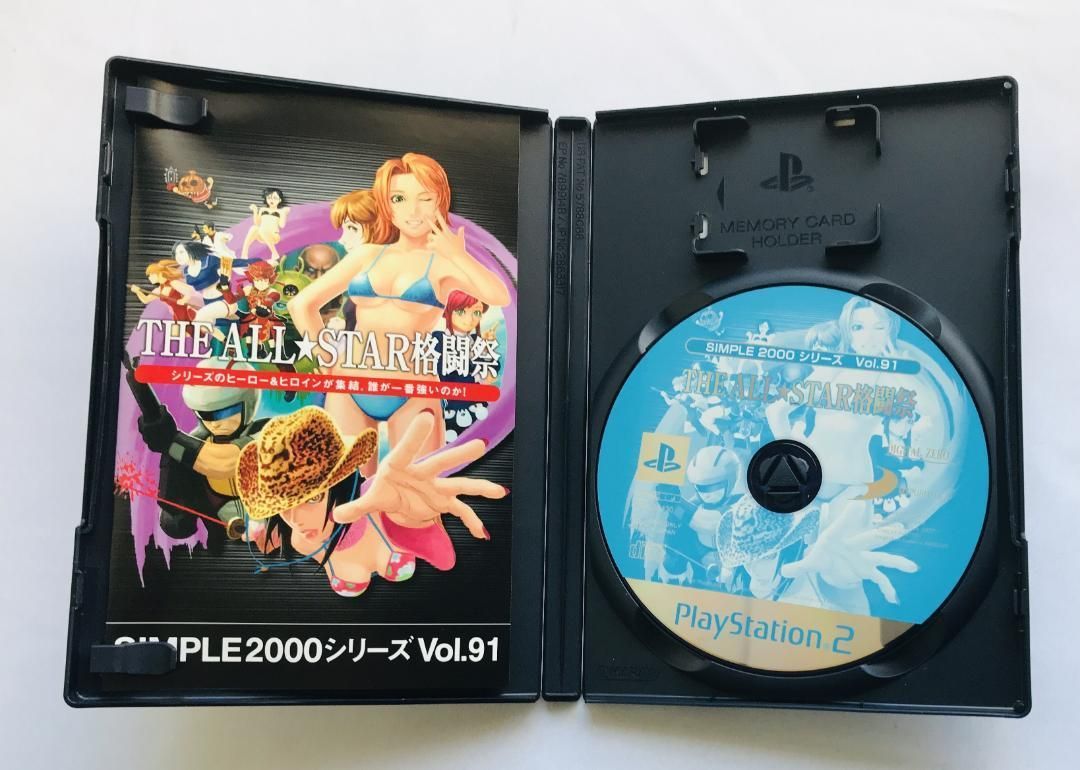 THE ALL★STAR格闘祭
シリーズのヒーロー&ヒロインが集結。誰が一番強いのか!
SIMPLE2000シリーズ Vol.91
MEMORY CARD
HOLDER
SIMPLE 2000 シリーズ Vol.91
THE ALL★STAR格闘祭
DIGITAL ZERO
PlayStation 2